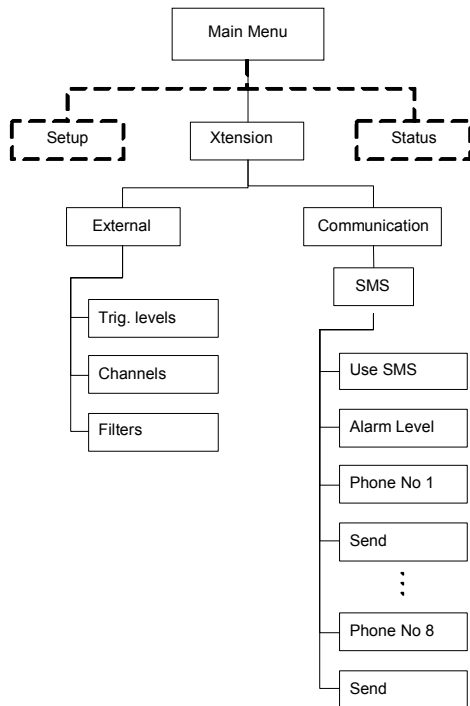 Main Menu
Setup
Xtension
Status
External
Communication
SMS
Trig. levels
Channels
Filters
Use SMS
Alarm Level
Phone No 1
Send
Phone No 8
Send